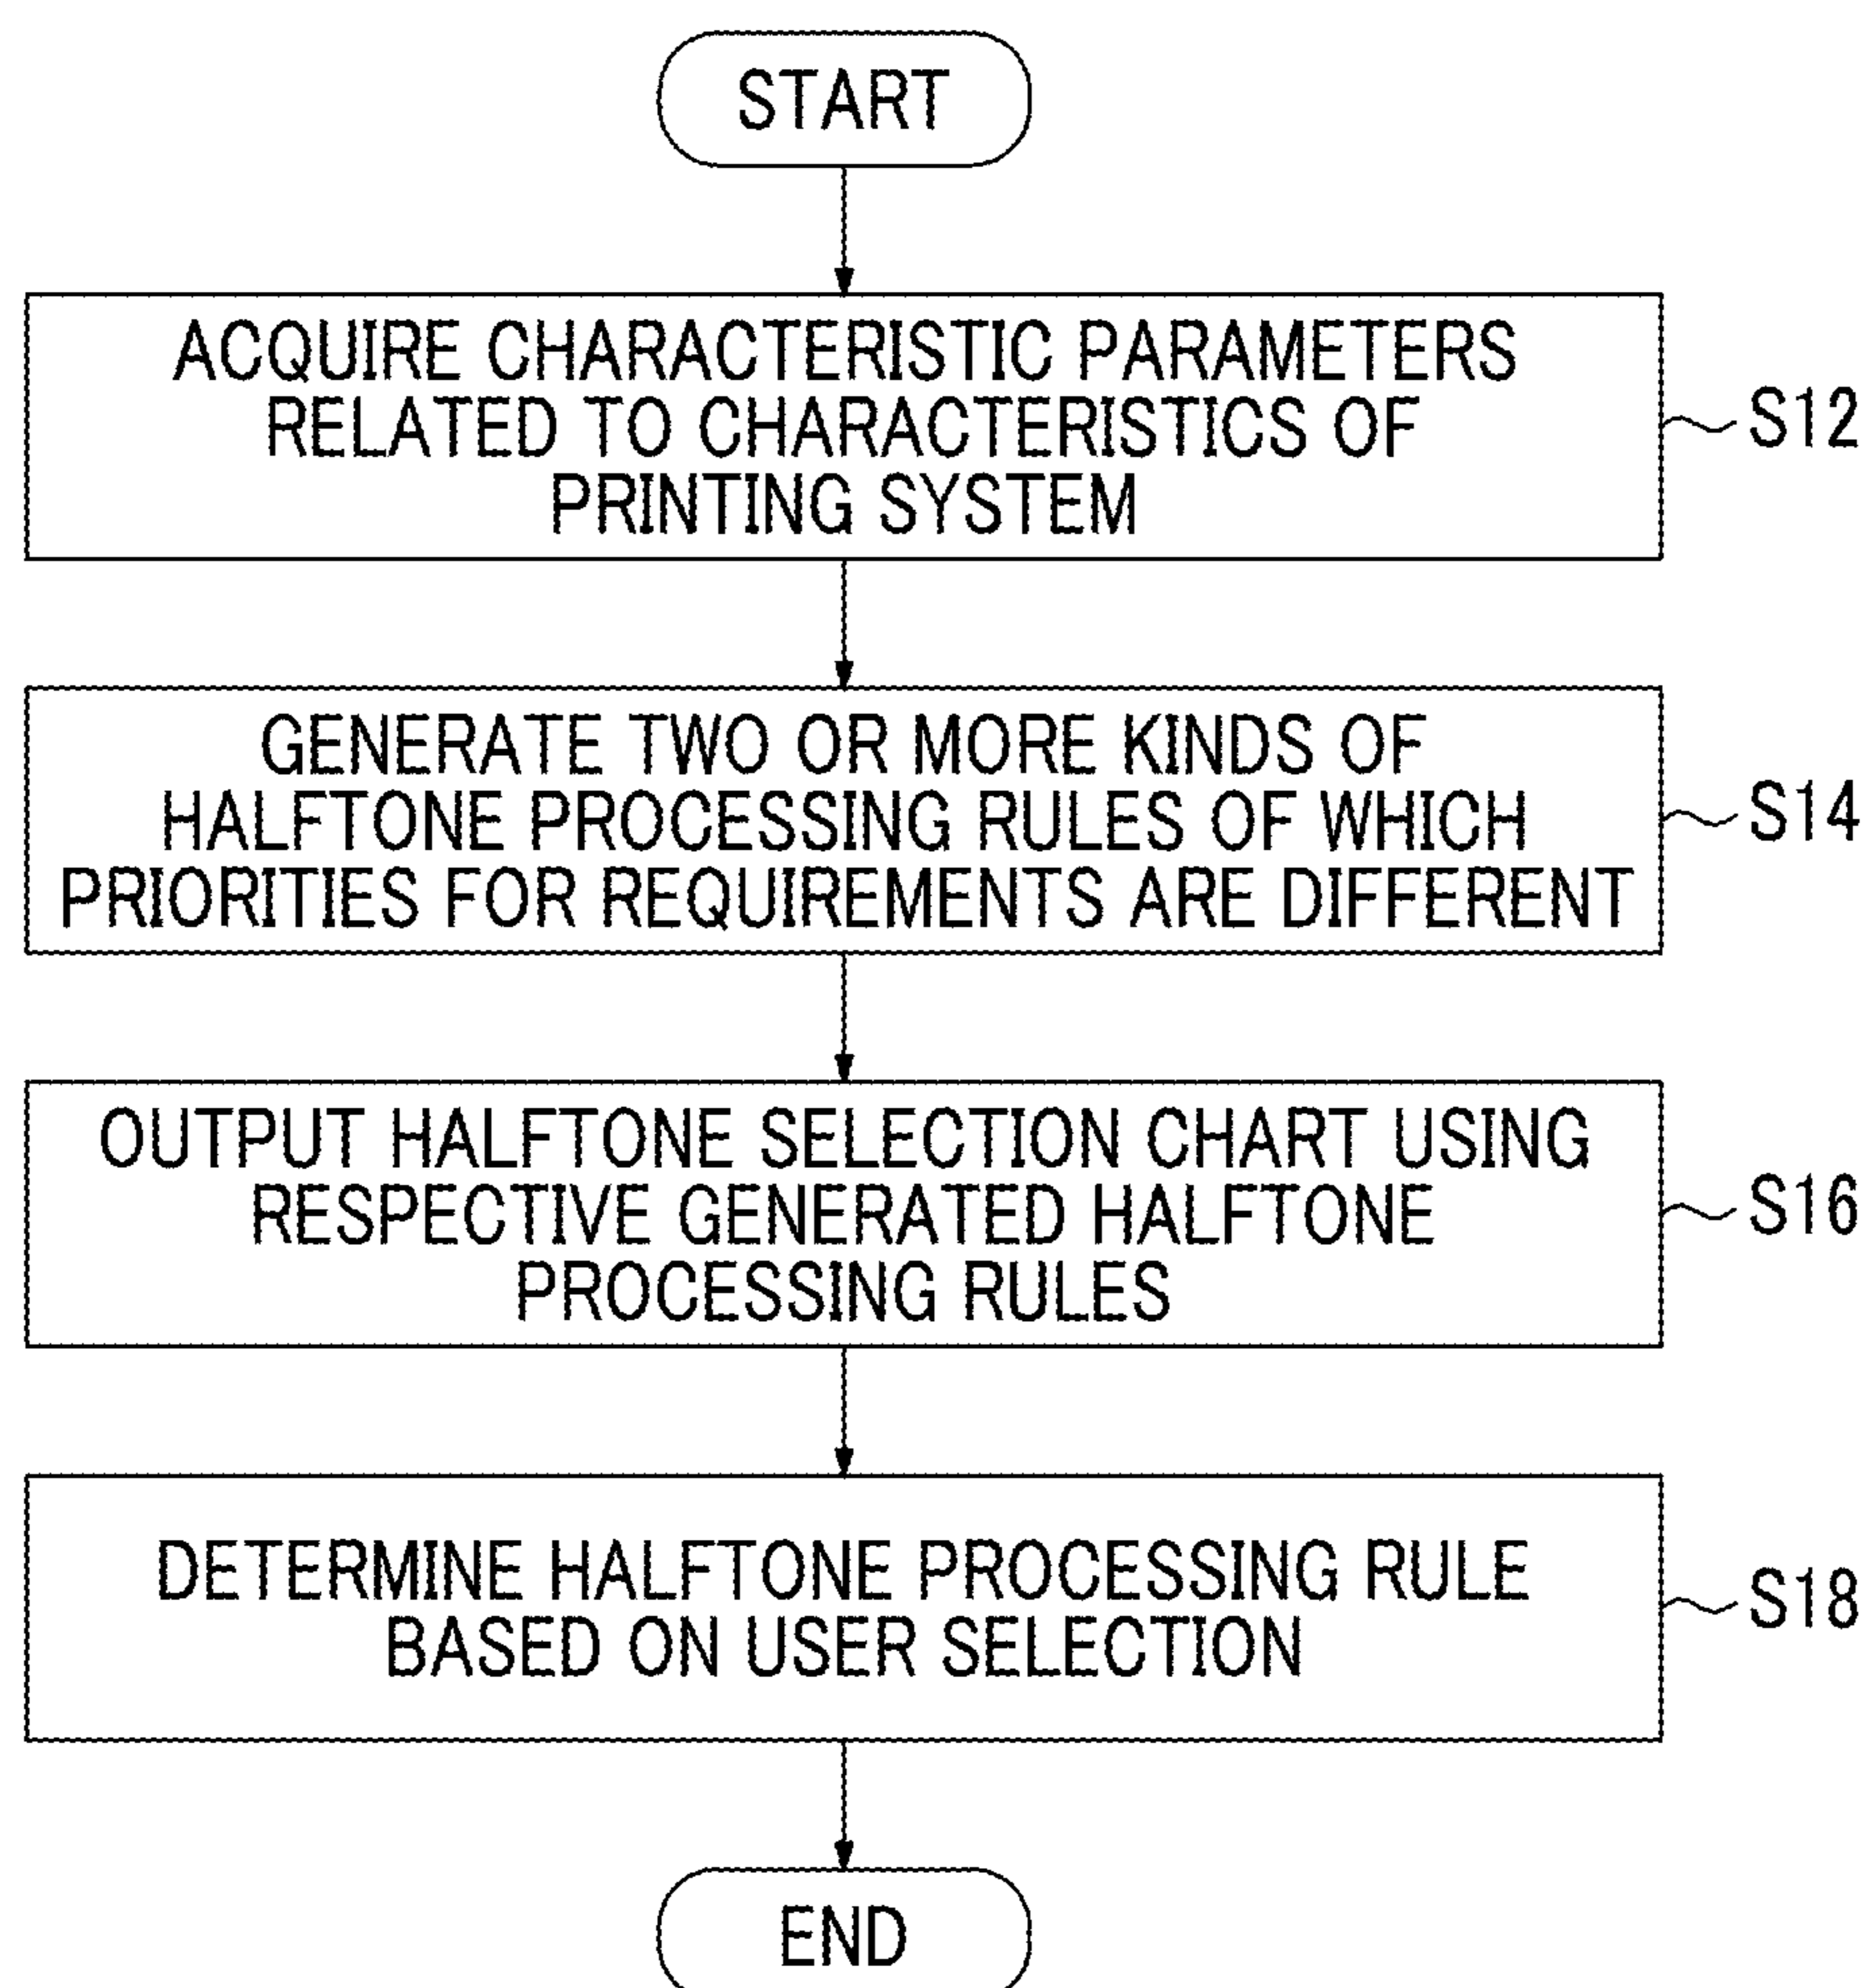 START
ACQUIRE CHARACTERISTIC PARAMETERS
RELATED TO CHARACTERISTICS OF
PRINTING SYSTEM
S12
GENERATE TWO OR MORE KINDS OF
HALFTONE PROCESSING RULES OF WHICH
PRIORITIES FOR REQUIREMENTS ARE DIFFERENT
S14
OUTPUT HALFTONE SELECTION CHART USING
RESPECTIVE GENERATED HALFTONE
PROCESSING RULES
S16
DETERMINE HALFTONE PROCESSING RULE
BASED ON USER SELECTION
S18
END